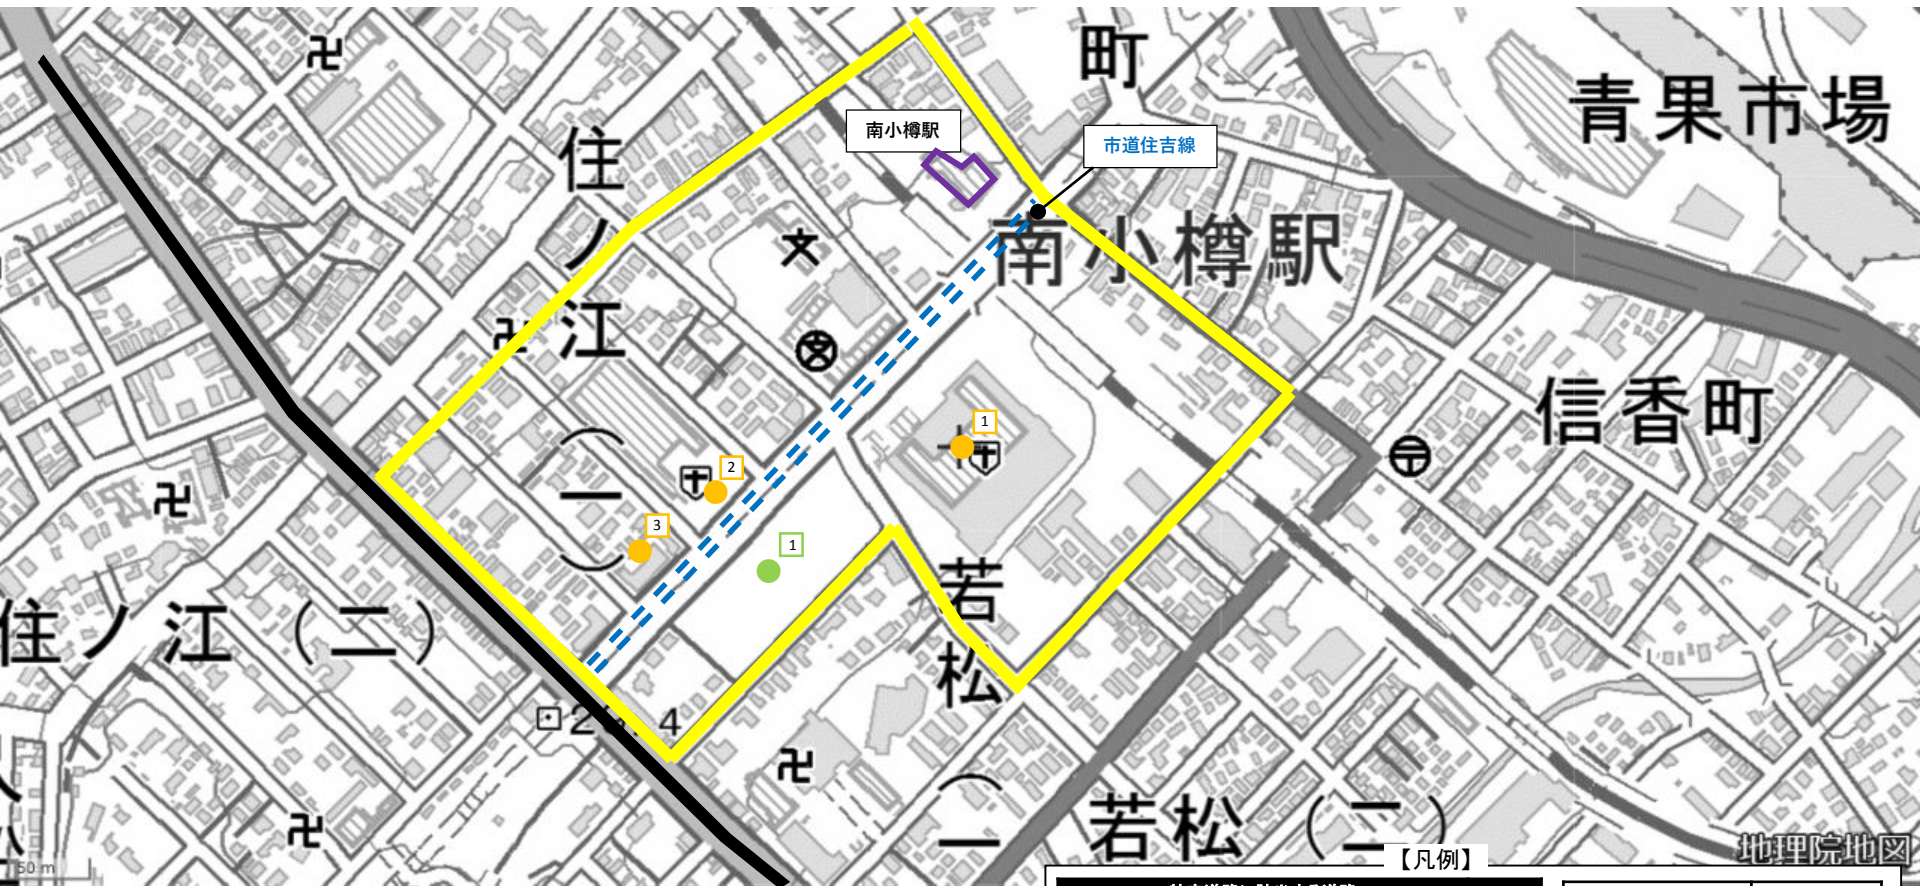 町
青果市場
南小樽駅
市道住吉線
住ノ江
南小樽駅
信香町
1
2
(一)
3
1
若松
(一
住ノ江(二)
4
若松(二)
【凡例】
地理院地図
50 m